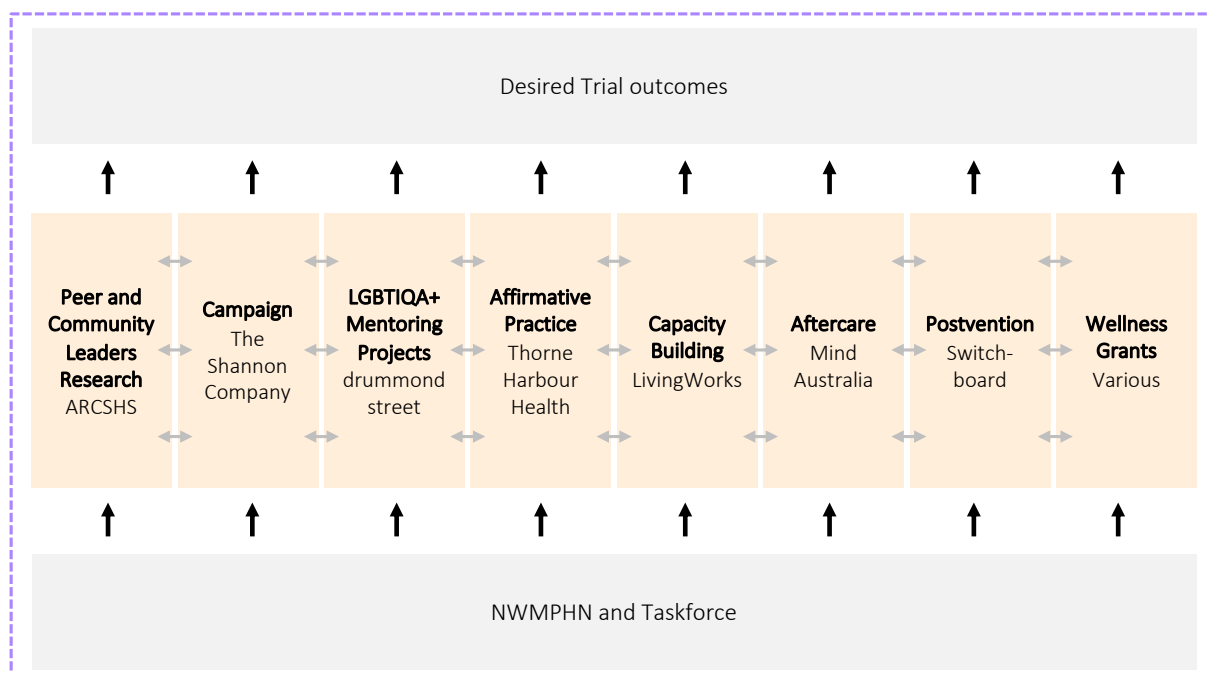 Desired Trial outcomes
Peer and
Community
Leaders
Research
ARCSHS
Campaign
The
Shannon
Company
LGBTIQA+
Mentoring
Projects
drummond
street
Affirmative
Practice
Thorne
Harbour
Health
Capacity
Building
LivingWorks
Aftercare
Mind
Australia
Postvention
Switch-
board
Wellness
Grants
Various
NWMPHN and Taskforce